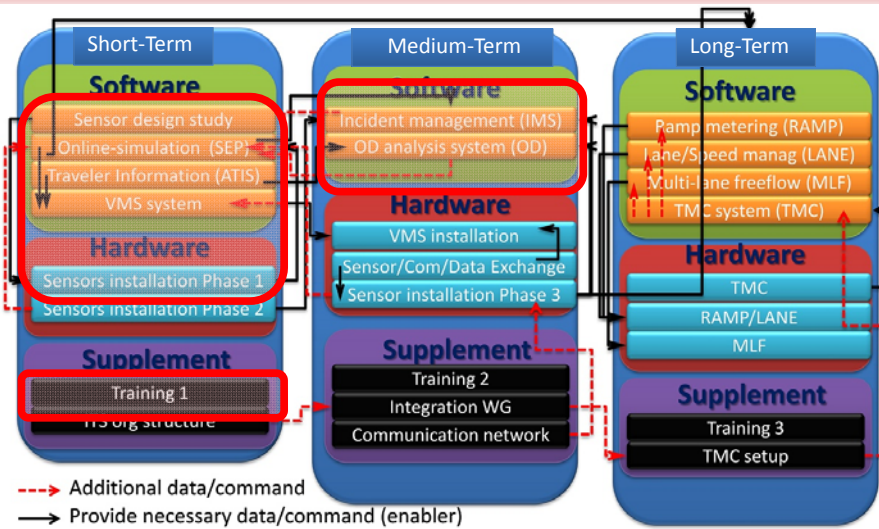 Short-Term
Software
Sensor design study
Online-simulation (SEP)
Traveler Information (ATIS)
VMS system
Hardware
Sensors installation Phase 1
Sensors installation Phase 2
Supplement
Training 1
ITS org structure
Medium-Term
Software
Incident management (IMS)
OD analysis system (OD)
Hardware
VMS installation
Sensor/Com/Data Exchange
Sensor installation Phase 3
Supplement
Training 2
Integration WG
Communication network
Long-Term
Software
Ramp metering (RAMP)
Lane/Speed manag (LANE)
Multi-lane freeflow (MLF)
TMC system (TMC)
Hardware
TMC
RAMP/LANE
MLF
Supplement
Training 3
TMC setup
Additional data/command
Provide necessary data/command (enabler)